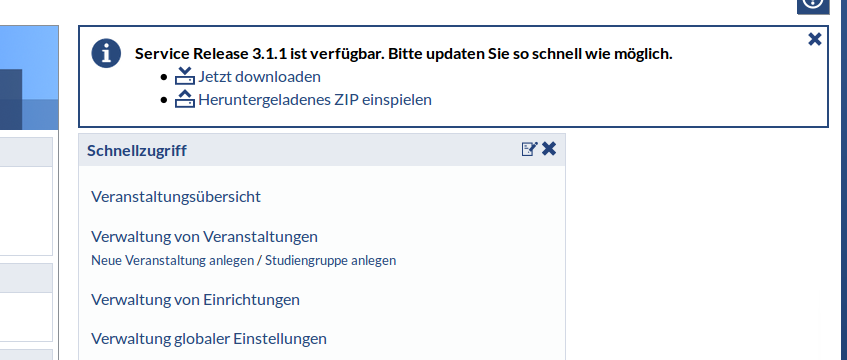 Service Release 3.1.1 ist verfügbar. Bitte updaten Sie so schnell wie möglich.
Jetzt downloaden
Heruntergeladenes ZIP einspielen
Schnellzugriff
Veranstaltungsübersicht
Verwaltung von Veranstaltungen
Neue Veranstaltung anlegen / Studiengruppe anlegen
Verwaltung von Einrichtungen
Verwaltung globaler Einstellungen